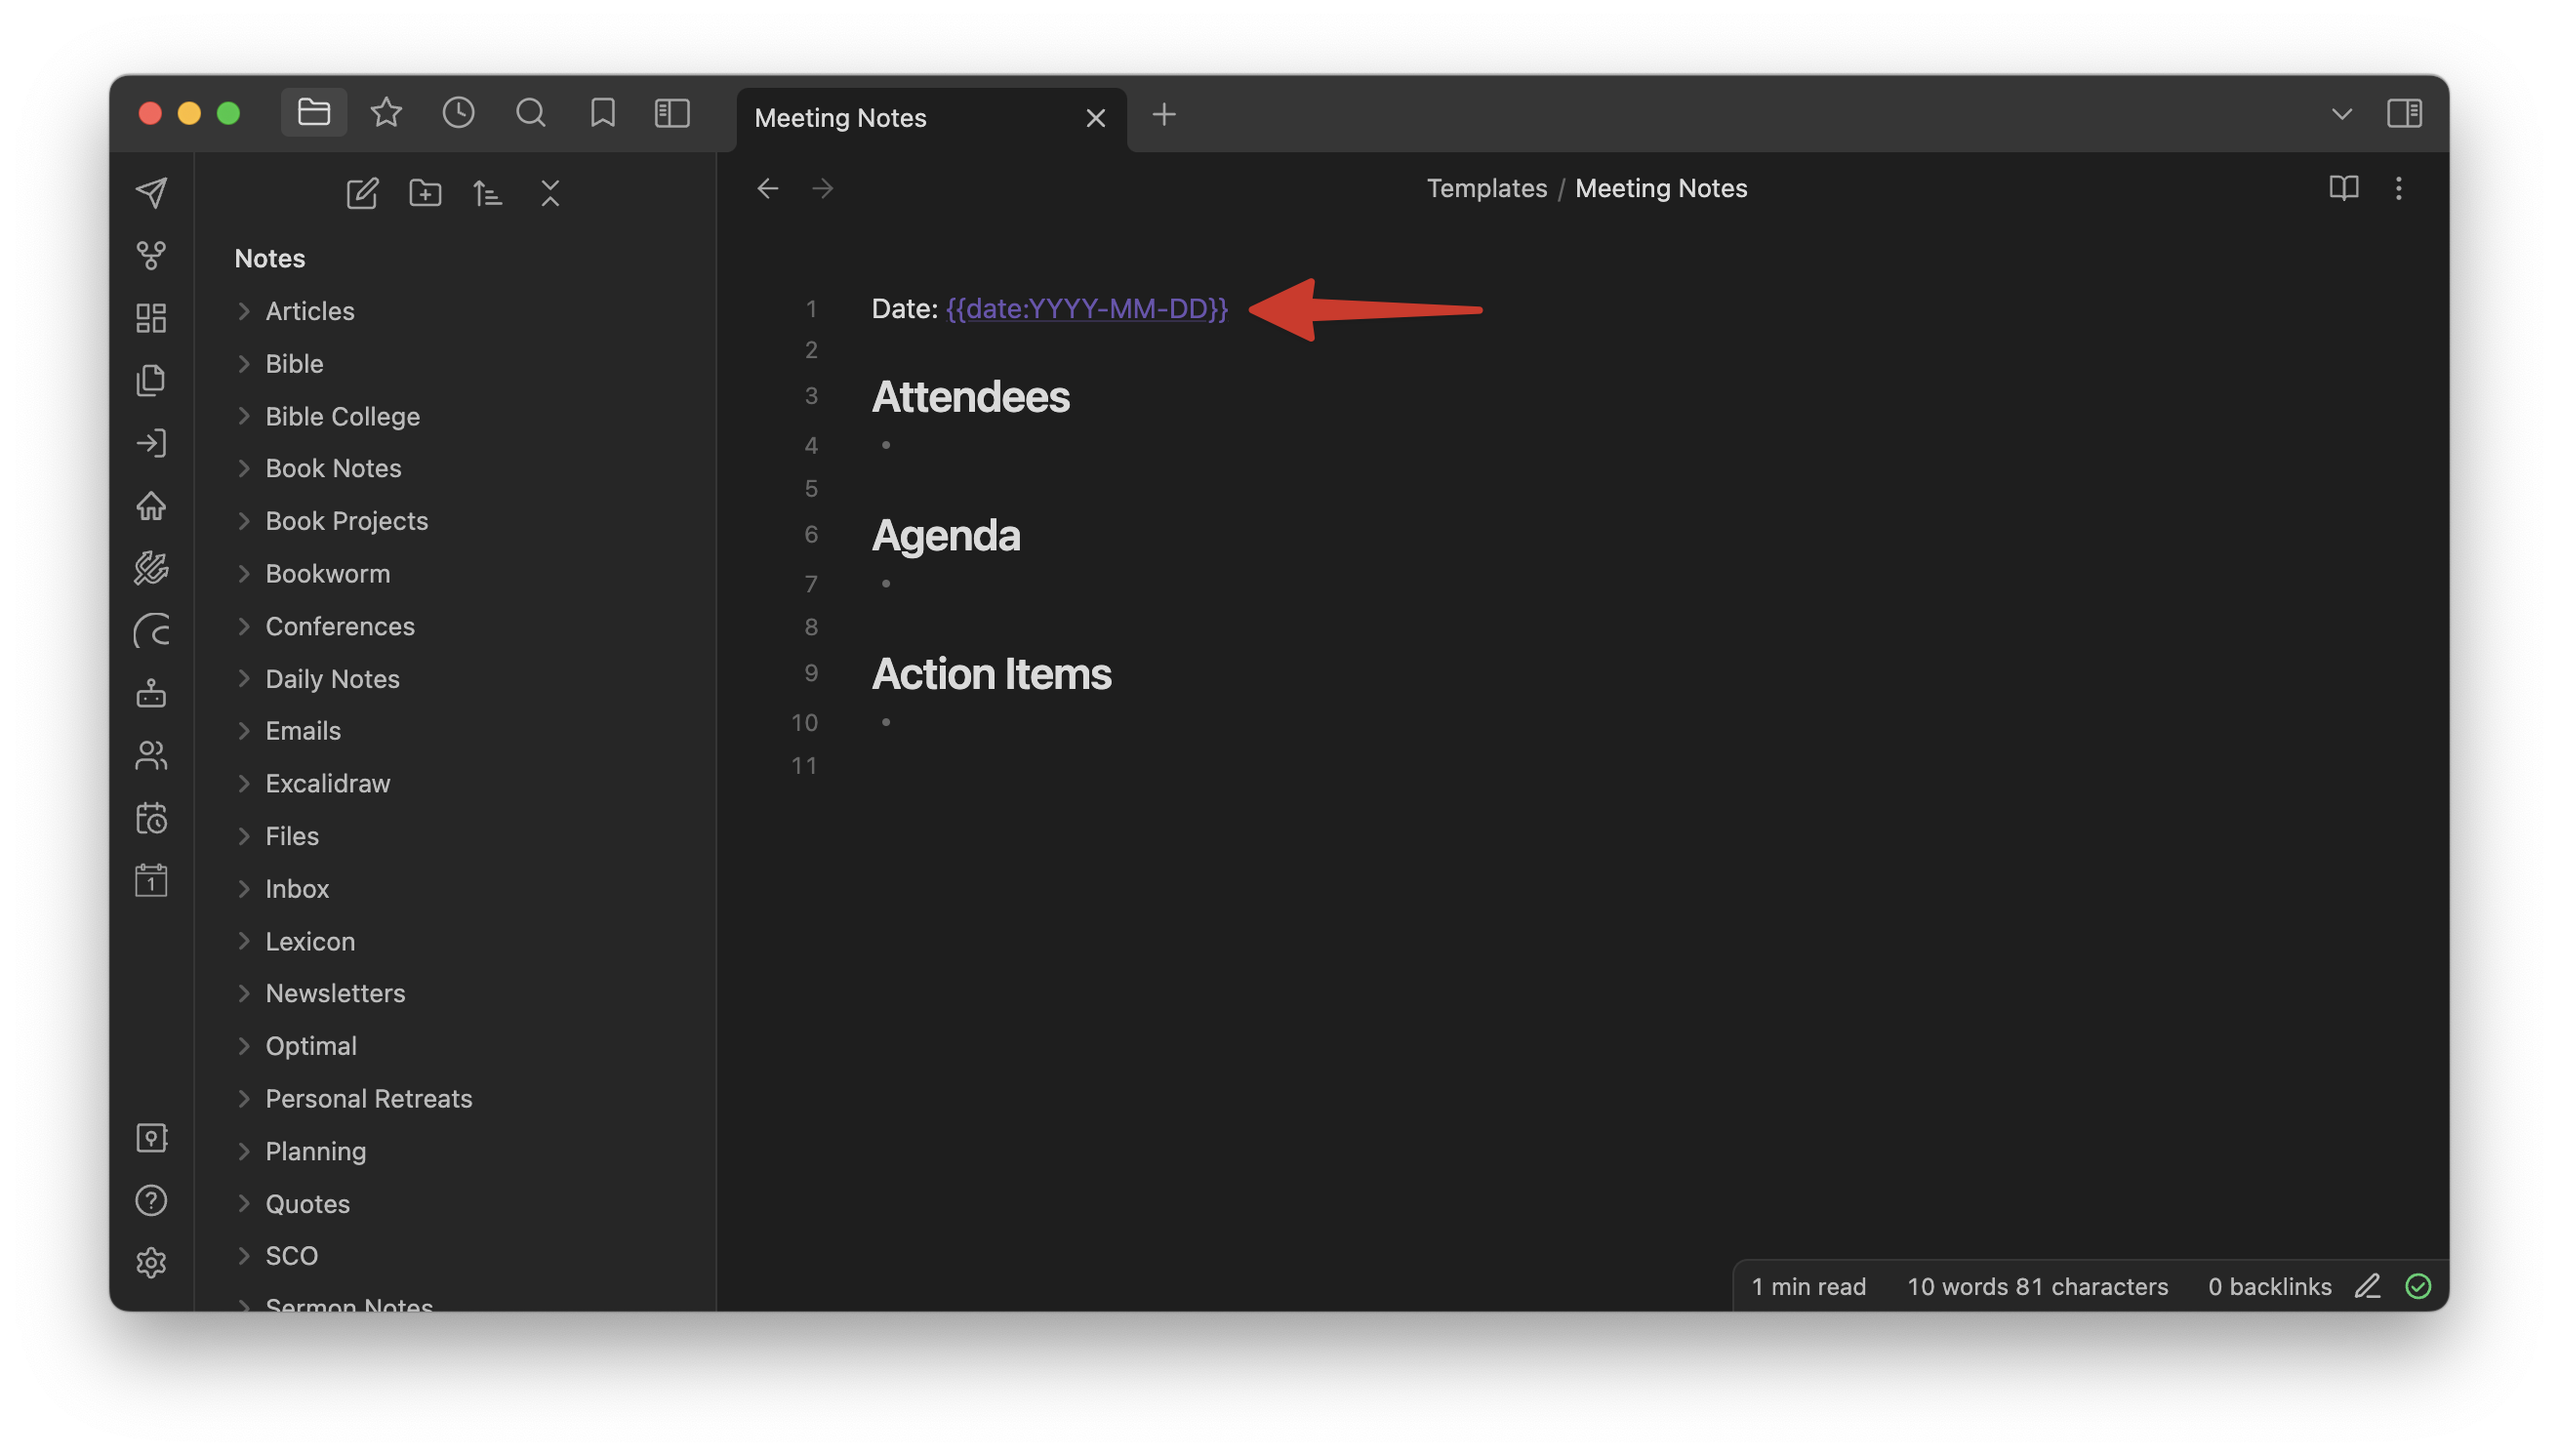 Meeting Notes
Templates / Meeting Notes
Notes
Articles
Bible
Bible College
Book Notes
Book Projects
Bookworm
Conferences
Daily Notes
Emails
Excalidraw
Files
Inbox
Lexicon
Newsletters
Optimal
Personal Retreats
Planning
Quotes
SCO
Sermon Notes
1 Date: {{date:YYYY-MM-DD}}
2
3 Attendees
4 •
5
6 Agenda
7 •
8
9 Action Items
10 •
11
1
1 min read 10 words 81 characters 0 backlinks